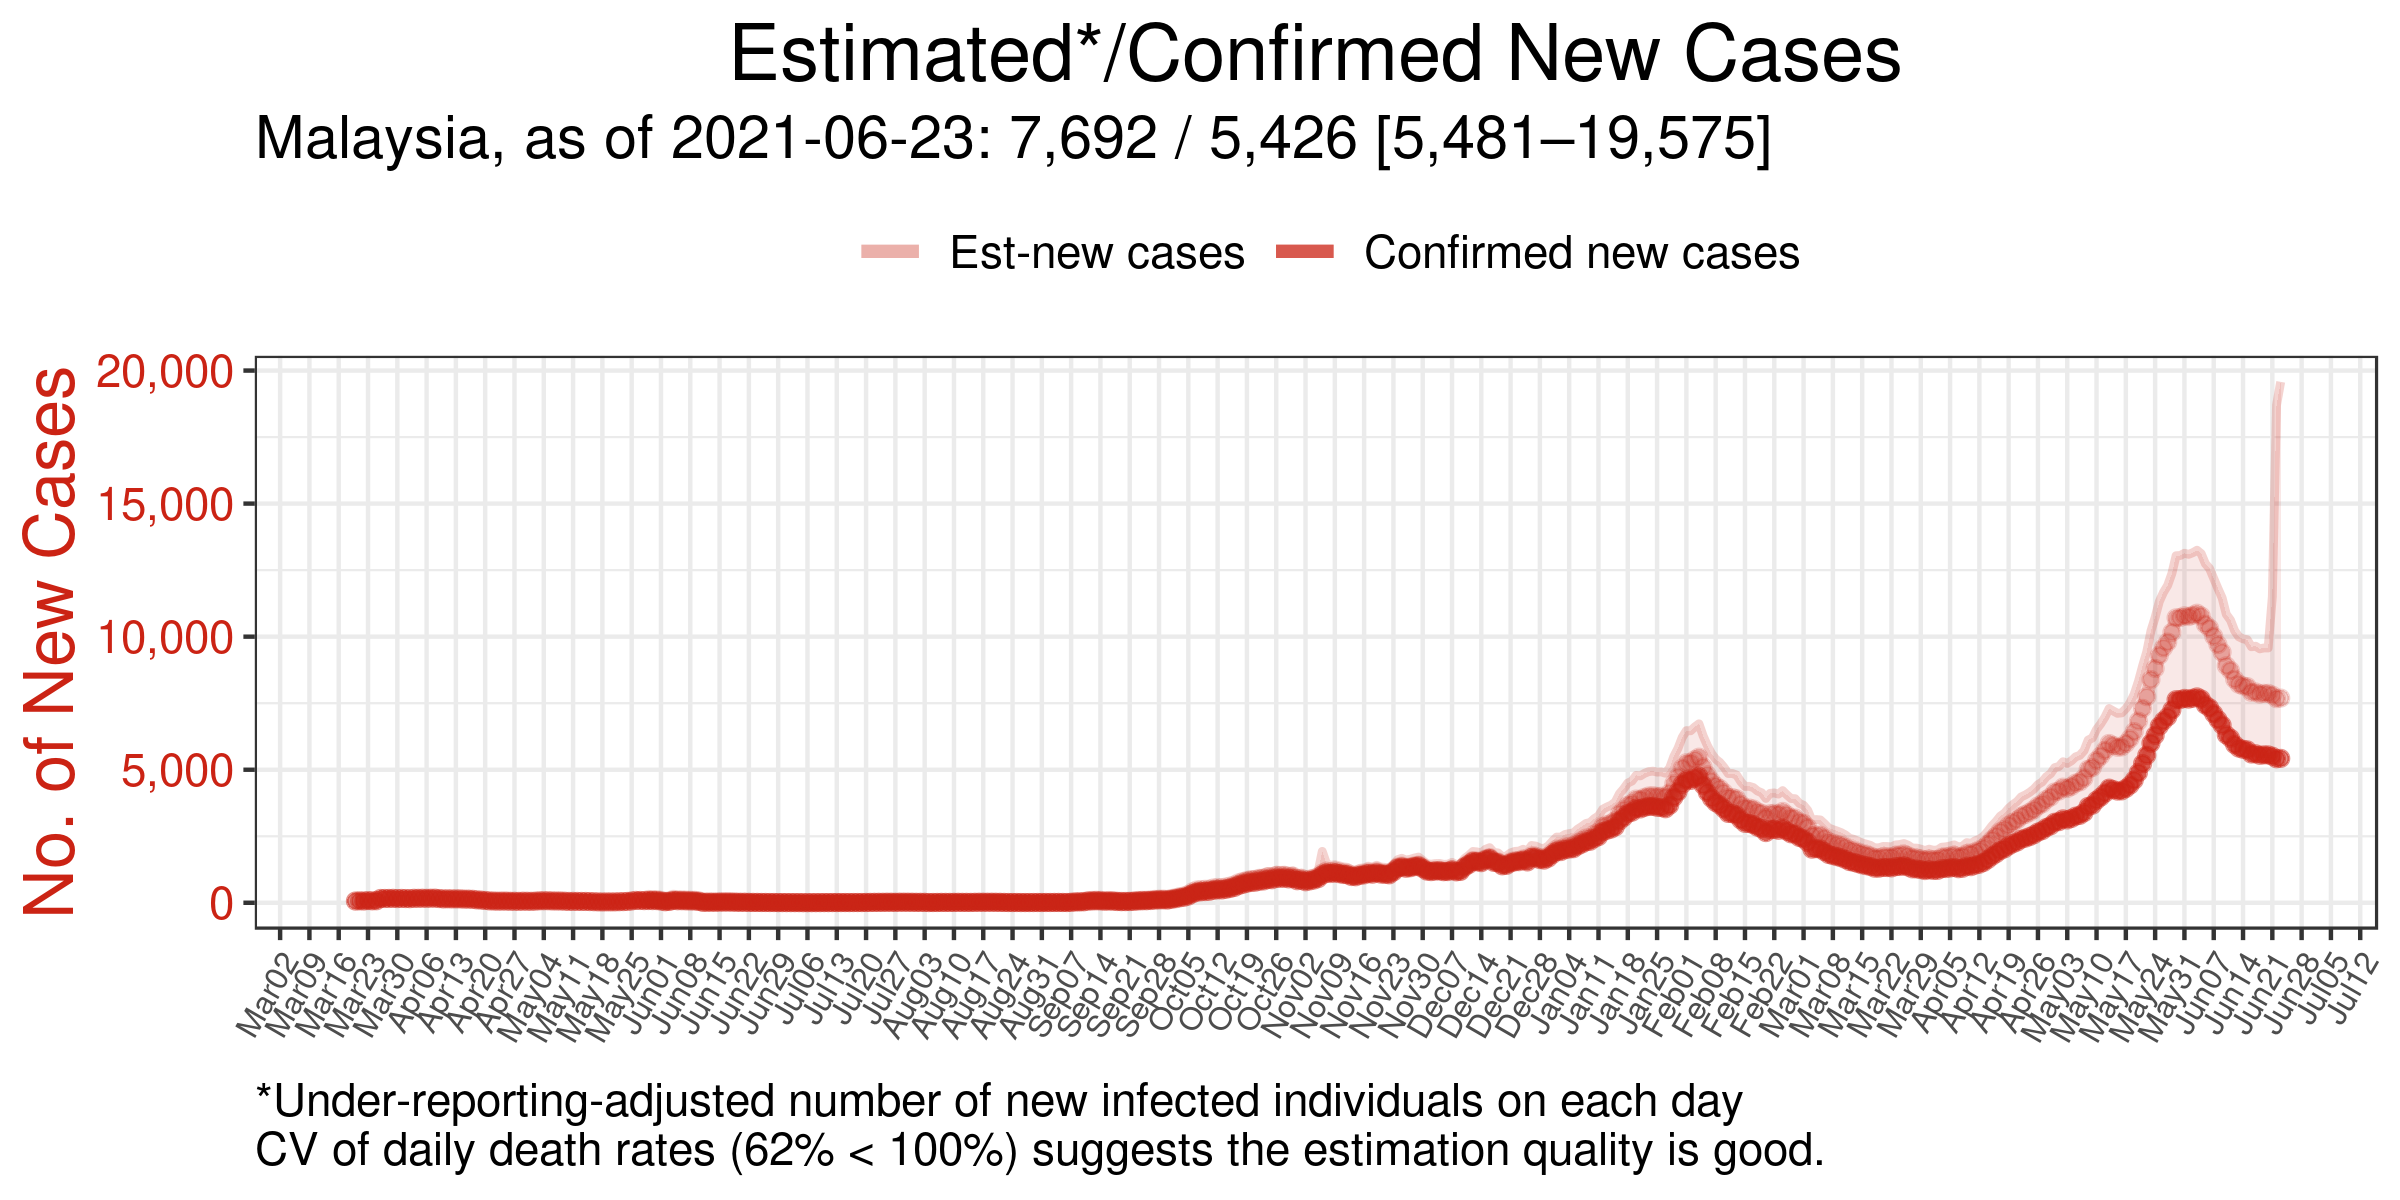 Estimated*/Confirmed New Cases
Malaysia, as of 2021-06-23: 7,692 / 5,426 [5,481–19,575]
Est-new cases Confirmed new cases
No. of New Cases
20,000
15,000
10,000
5,000
0
Mar02 Mar09 Mar16 Mar23 Mar30 Apr06 Apr13 Apr20 Apr27 May04 May11 May18 May25 Jun01 Jun08 Jun15 Jun22 Jun29 Jul06 Jul13 Jul20 Jul27 Aug03 Aug10 Aug17 Aug24 Aug31 Sep07 Sep14 Sep21 Sep28 Oct05 Oct12 Oct19 Oct26 Nov02 Nov09 Nov16 Nov23 Nov30 Dec07 Dec14 Dec21 Dec28 Jan04 Jan11 Jan18 Jan25 Feb01 Feb08 Feb15 Feb22 Mar01 Mar08 Mar15 Mar22 Mar29 Apr05 Apr12 Apr19 Apr26 May03 May10 May17 May24 May31 Jun07 Jun14 Jun21 Jun28 Jul05 Jul12
*Under-reporting-adjusted number of new infected individuals on each day
CV of daily death rates (62% < 100%) suggests the estimation quality is good.